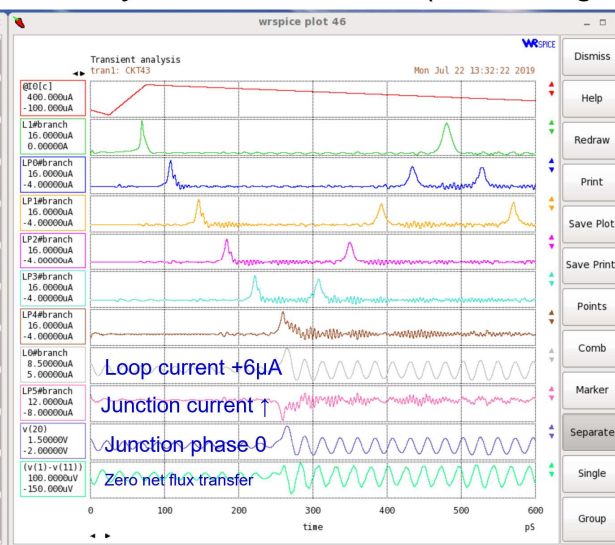 wrspice plot 46
WRSPICE
Transient analysis
tran1: CKT43
Mon Jul 22 13:32:22 2019
@I0[c]
400.000uA
-100.000uA
L1#branch
16.0000uA
0.00000A
LP0#branch
16.0000uA
-4.00000uA
LP1#branch
16.0000uA
-4.00000uA
LP2#branch
16.0000uA
-4.00000uA
LP3#branch
16.0000uA
-4.00000uA
LP4#branch
16.0000uA
-4.00000uA
L0#branch
8.50000uA
5.00000uA
Loop current +6µA
LP5#branch
12.0000uA
-8.00000uA
Junction current ↑
v(20)
1.50000V
-2.00000V
Junction phase 0
(v(1)-v(11))
100.000uV
-150.000uV
Zero net flux transfer
0 100 200 300 400 500 600
time pS
Dismiss
Help
Redraw
Print
Save Plot
Save Print
Points
Comb
Marker
Separate
Single
Group